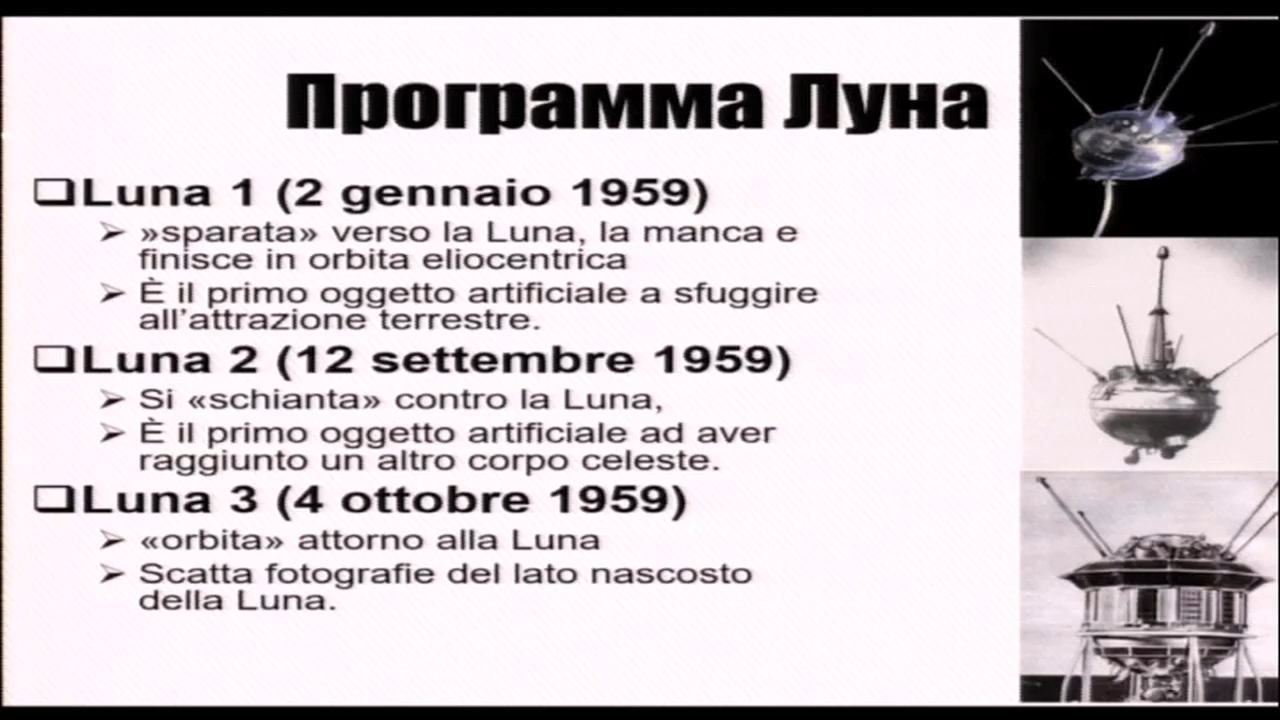 Программа Луна
Luna 1 (2 gennaio 1959)
»sparata» verso la Luna, la manca e
finisce in orbita eliocentrica
È il primo oggetto artificiale a sfuggire
all'attrazione terrestre.
Luna 2 (12 settembre 1959)
Si «schianta» contro la Luna,
È il primo oggetto artificiale ad aver
raggiunto un altro corpo celeste.
Luna 3 (4 ottobre 1959)
«orbita» attorno alla Luna
Scatta fotografie del lato nascosto
della Luna.